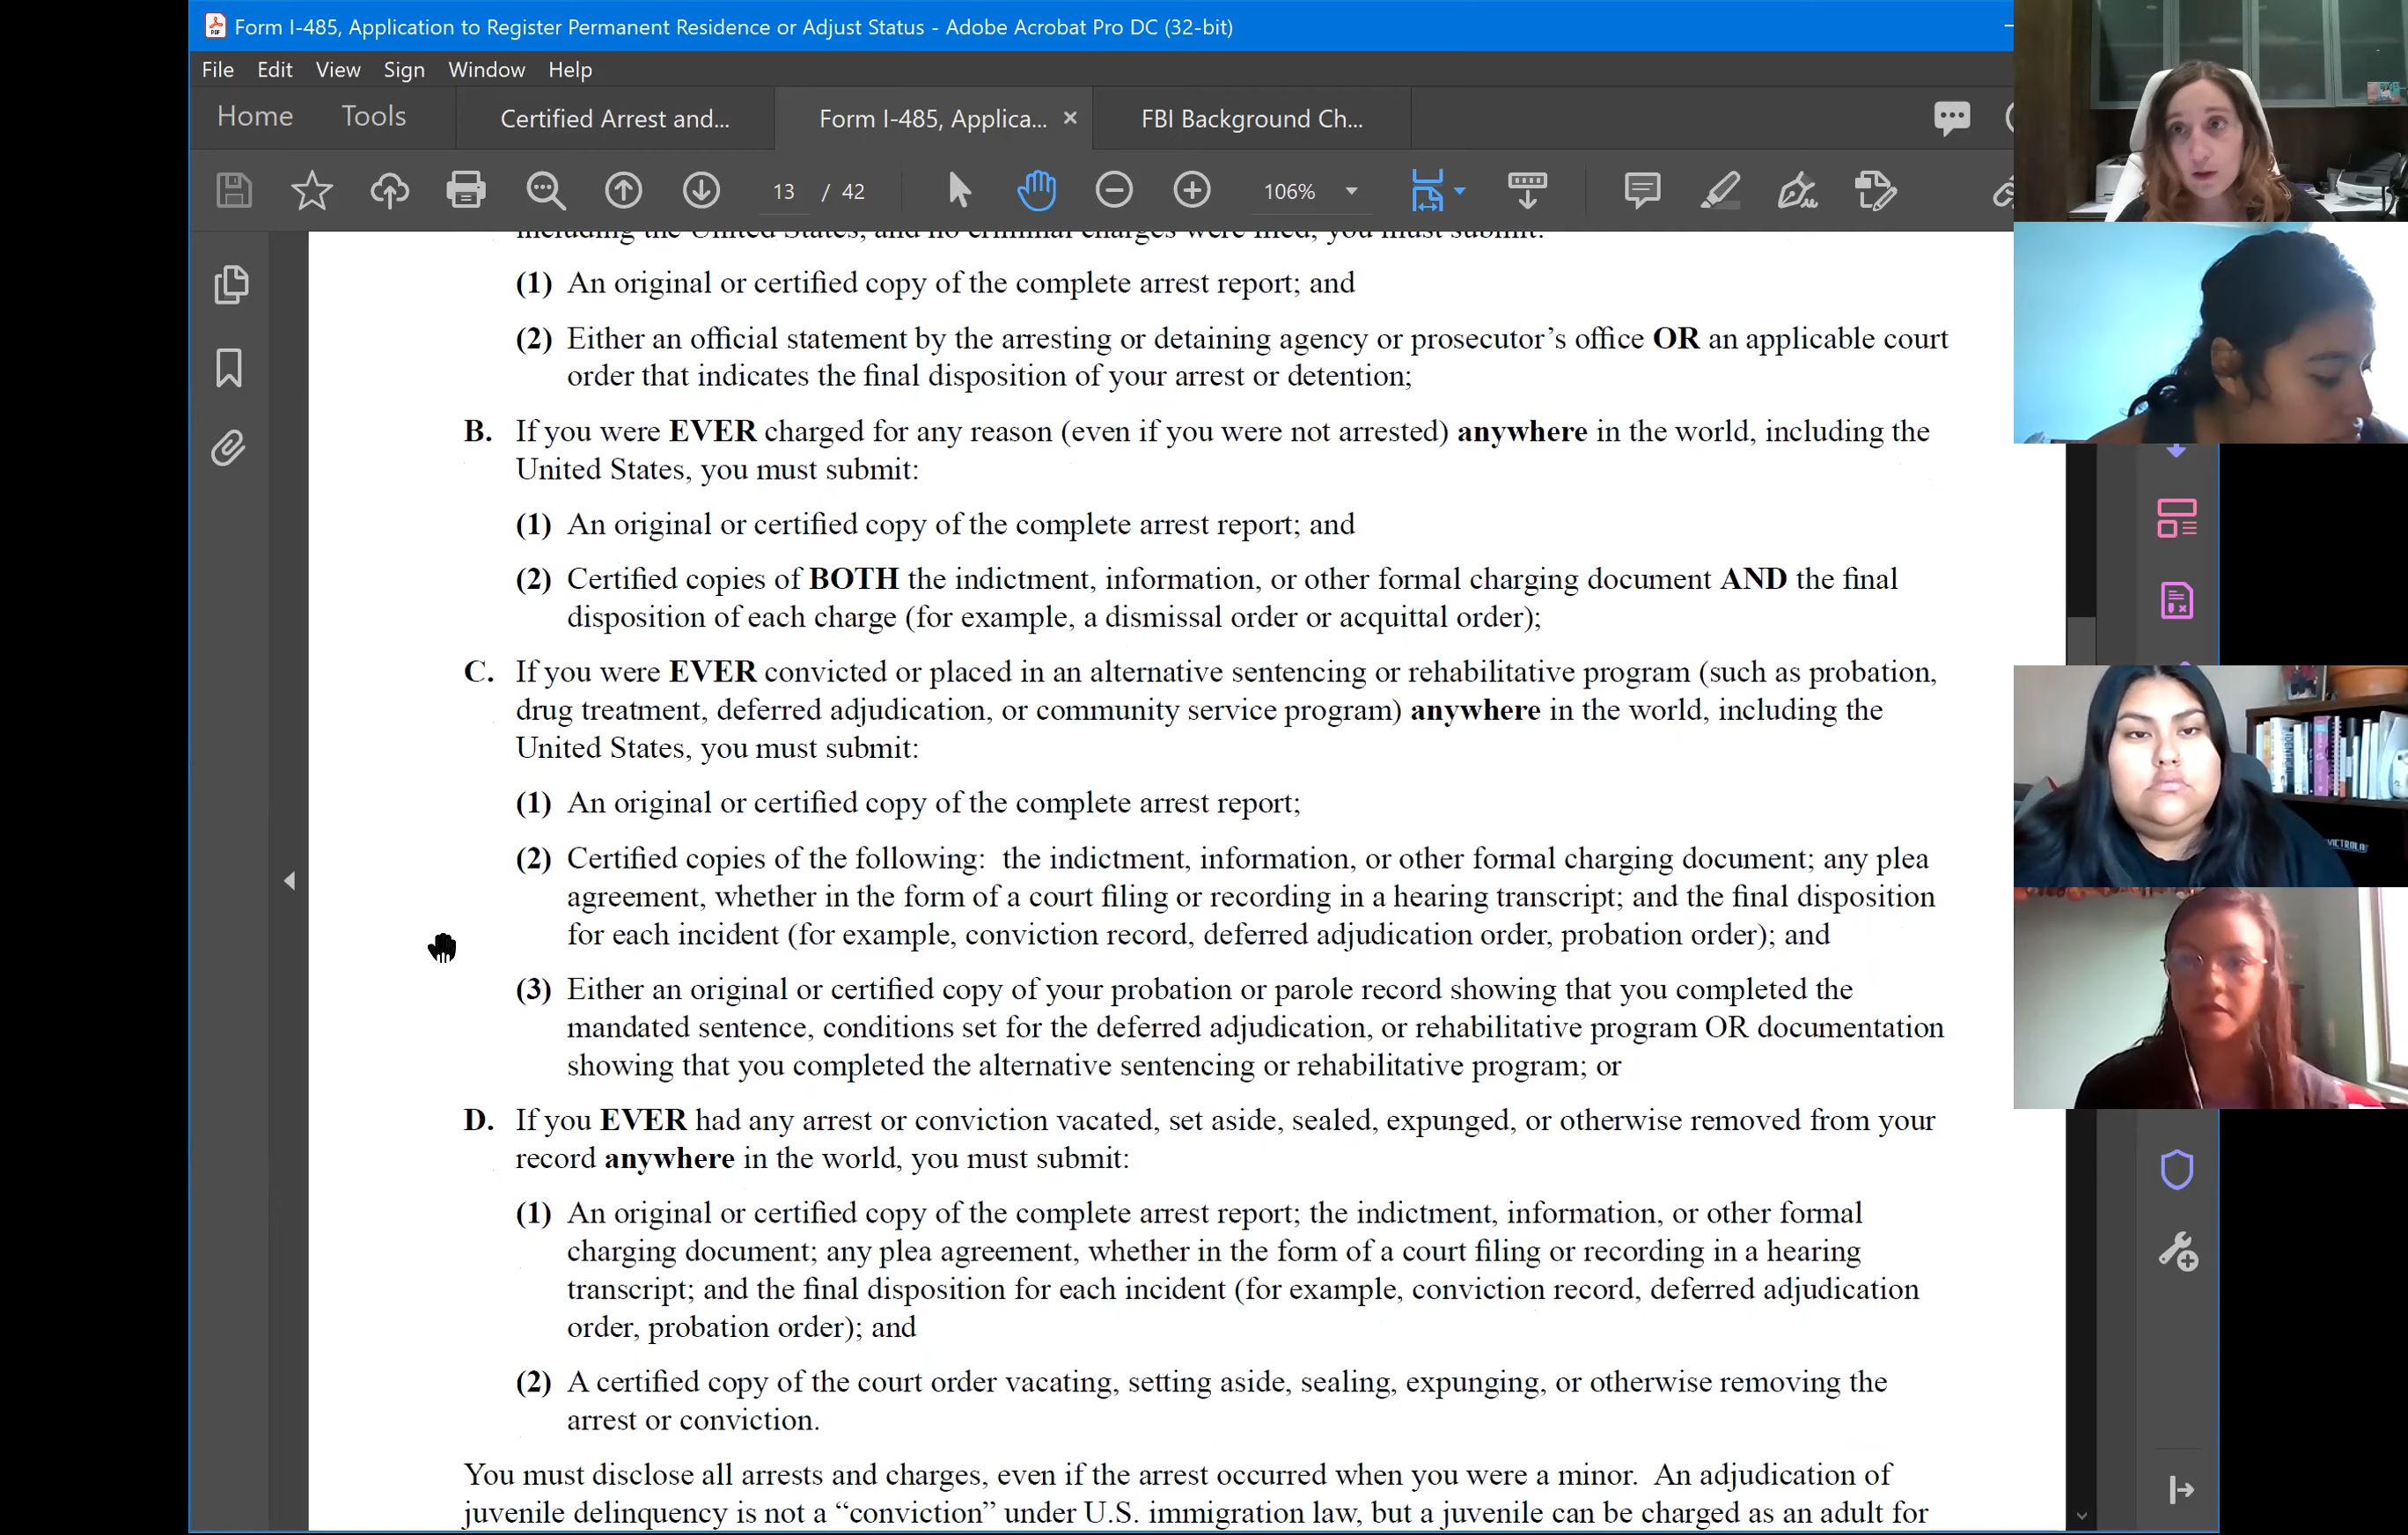 Form I-485, Application to Register Permanent Residence or Adjust Status - Adobe Acrobat Pro DC (32-bit)
File Edit View Sign Window Help
Home Tools Certified Arrest and... Form I-485, Applica... × FBI Background Ch...
13 / 42 106%
including the United States, and no criminal charges were filed, you must submit:
(1) An original or certified copy of the complete arrest report; and
(2) Either an official statement by the arresting or detaining agency or prosecutor’s office OR an applicable court
order that indicates the final disposition of your arrest or detention;
B. If you were EVER charged for any reason (even if you were not arrested) anywhere in the world, including the
United States, you must submit:
(1) An original or certified copy of the complete arrest report; and
(2) Certified copies of BOTH the indictment, information, or other formal charging document AND the final
disposition of each charge (for example, a dismissal order or acquittal order);
C. If you were EVER convicted or placed in an alternative sentencing or rehabilitative program (such as probation,
drug treatment, deferred adjudication, or community service program) anywhere in the world, including the
United States, you must submit:
(1) An original or certified copy of the complete arrest report;
(2) Certified copies of the following: the indictment, information, or other formal charging document; any plea
agreement, whether in the form of a court filing or recording in a hearing transcript; and the final disposition
for each incident (for example, conviction record, deferred adjudication order, probation order); and
(3) Either an original or certified copy of your probation or parole record showing that you completed the
mandated sentence, conditions set for the deferred adjudication, or rehabilitative program OR documentation
showing that you completed the alternative sentencing or rehabilitative program; or
D. If you EVER had any arrest or conviction vacated, set aside, sealed, expunged, or otherwise removed from your
record anywhere in the world, you must submit:
(1) An original or certified copy of the complete arrest report; the indictment, information, or other formal
charging document; any plea agreement, whether in the form of a court filing or recording in a hearing
transcript; and the final disposition for each incident (for example, conviction record, deferred adjudication
order, probation order); and
(2) A certified copy of the court order vacating, setting aside, sealing, expunging, or otherwise removing the
arrest or conviction.
You must disclose all arrests and charges, even if the arrest occurred when you were a minor. An adjudication of
juvenile delinquency is not a “conviction” under U.S. immigration law, but a juvenile can be charged as an adult for
VICTROLA